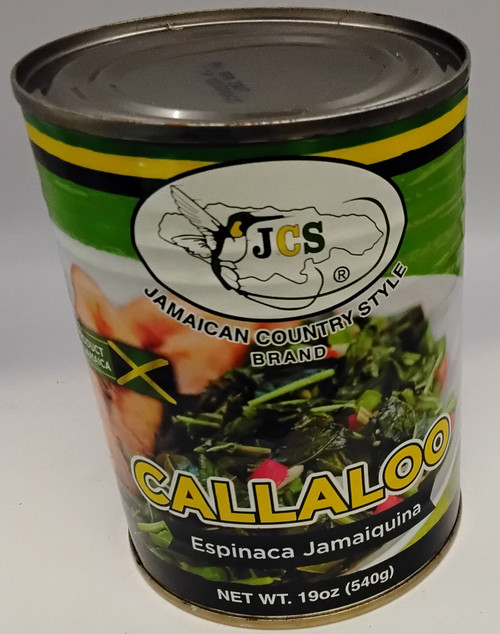 JCS
®
JAMAICAN COUNTRY STYLE
BRAND
CALLALOO
Espinaca Jamaiquina
NET WT. 19oz (540g)